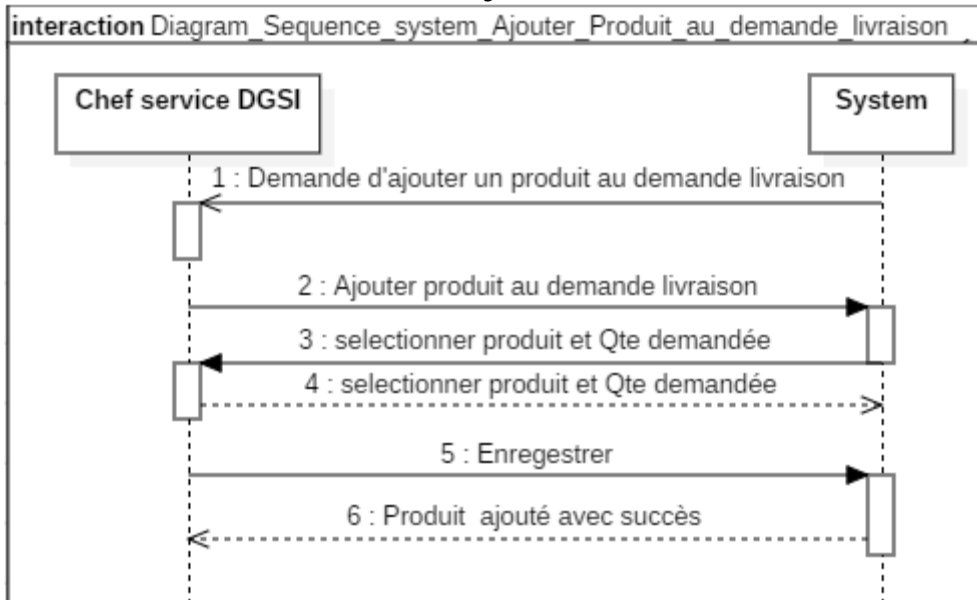 interaction Diagram_Sequence_system_Ajouter_Produit_au_demande_livraison
Chef service DGSI
System
1 : Demande d'ajouter un produit au demande livraison
2 : Ajouter produit au demande livraison
3 : selectionner produit et Qte demandée
4 : selectionner produit et Qte demandée
5 : Enregestrer
6 : Produit  ajouté avec succès